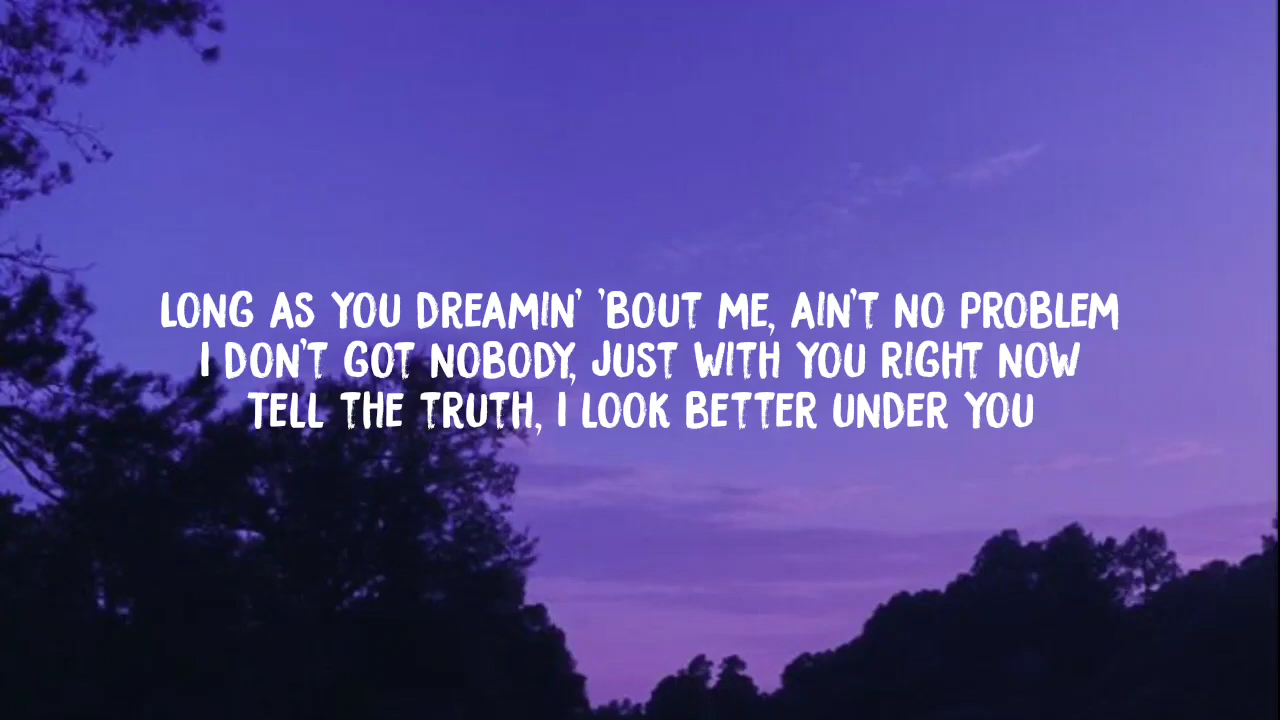 LONG AS YOU DREAMIN' 'BOUT ME, AIN'T NO PROBLEM
I DON'T GOT NOBODY, JUST WITH YOU RIGHT NOW
TELL THE TRUTH, I LOOK BETTER UNDER YOU